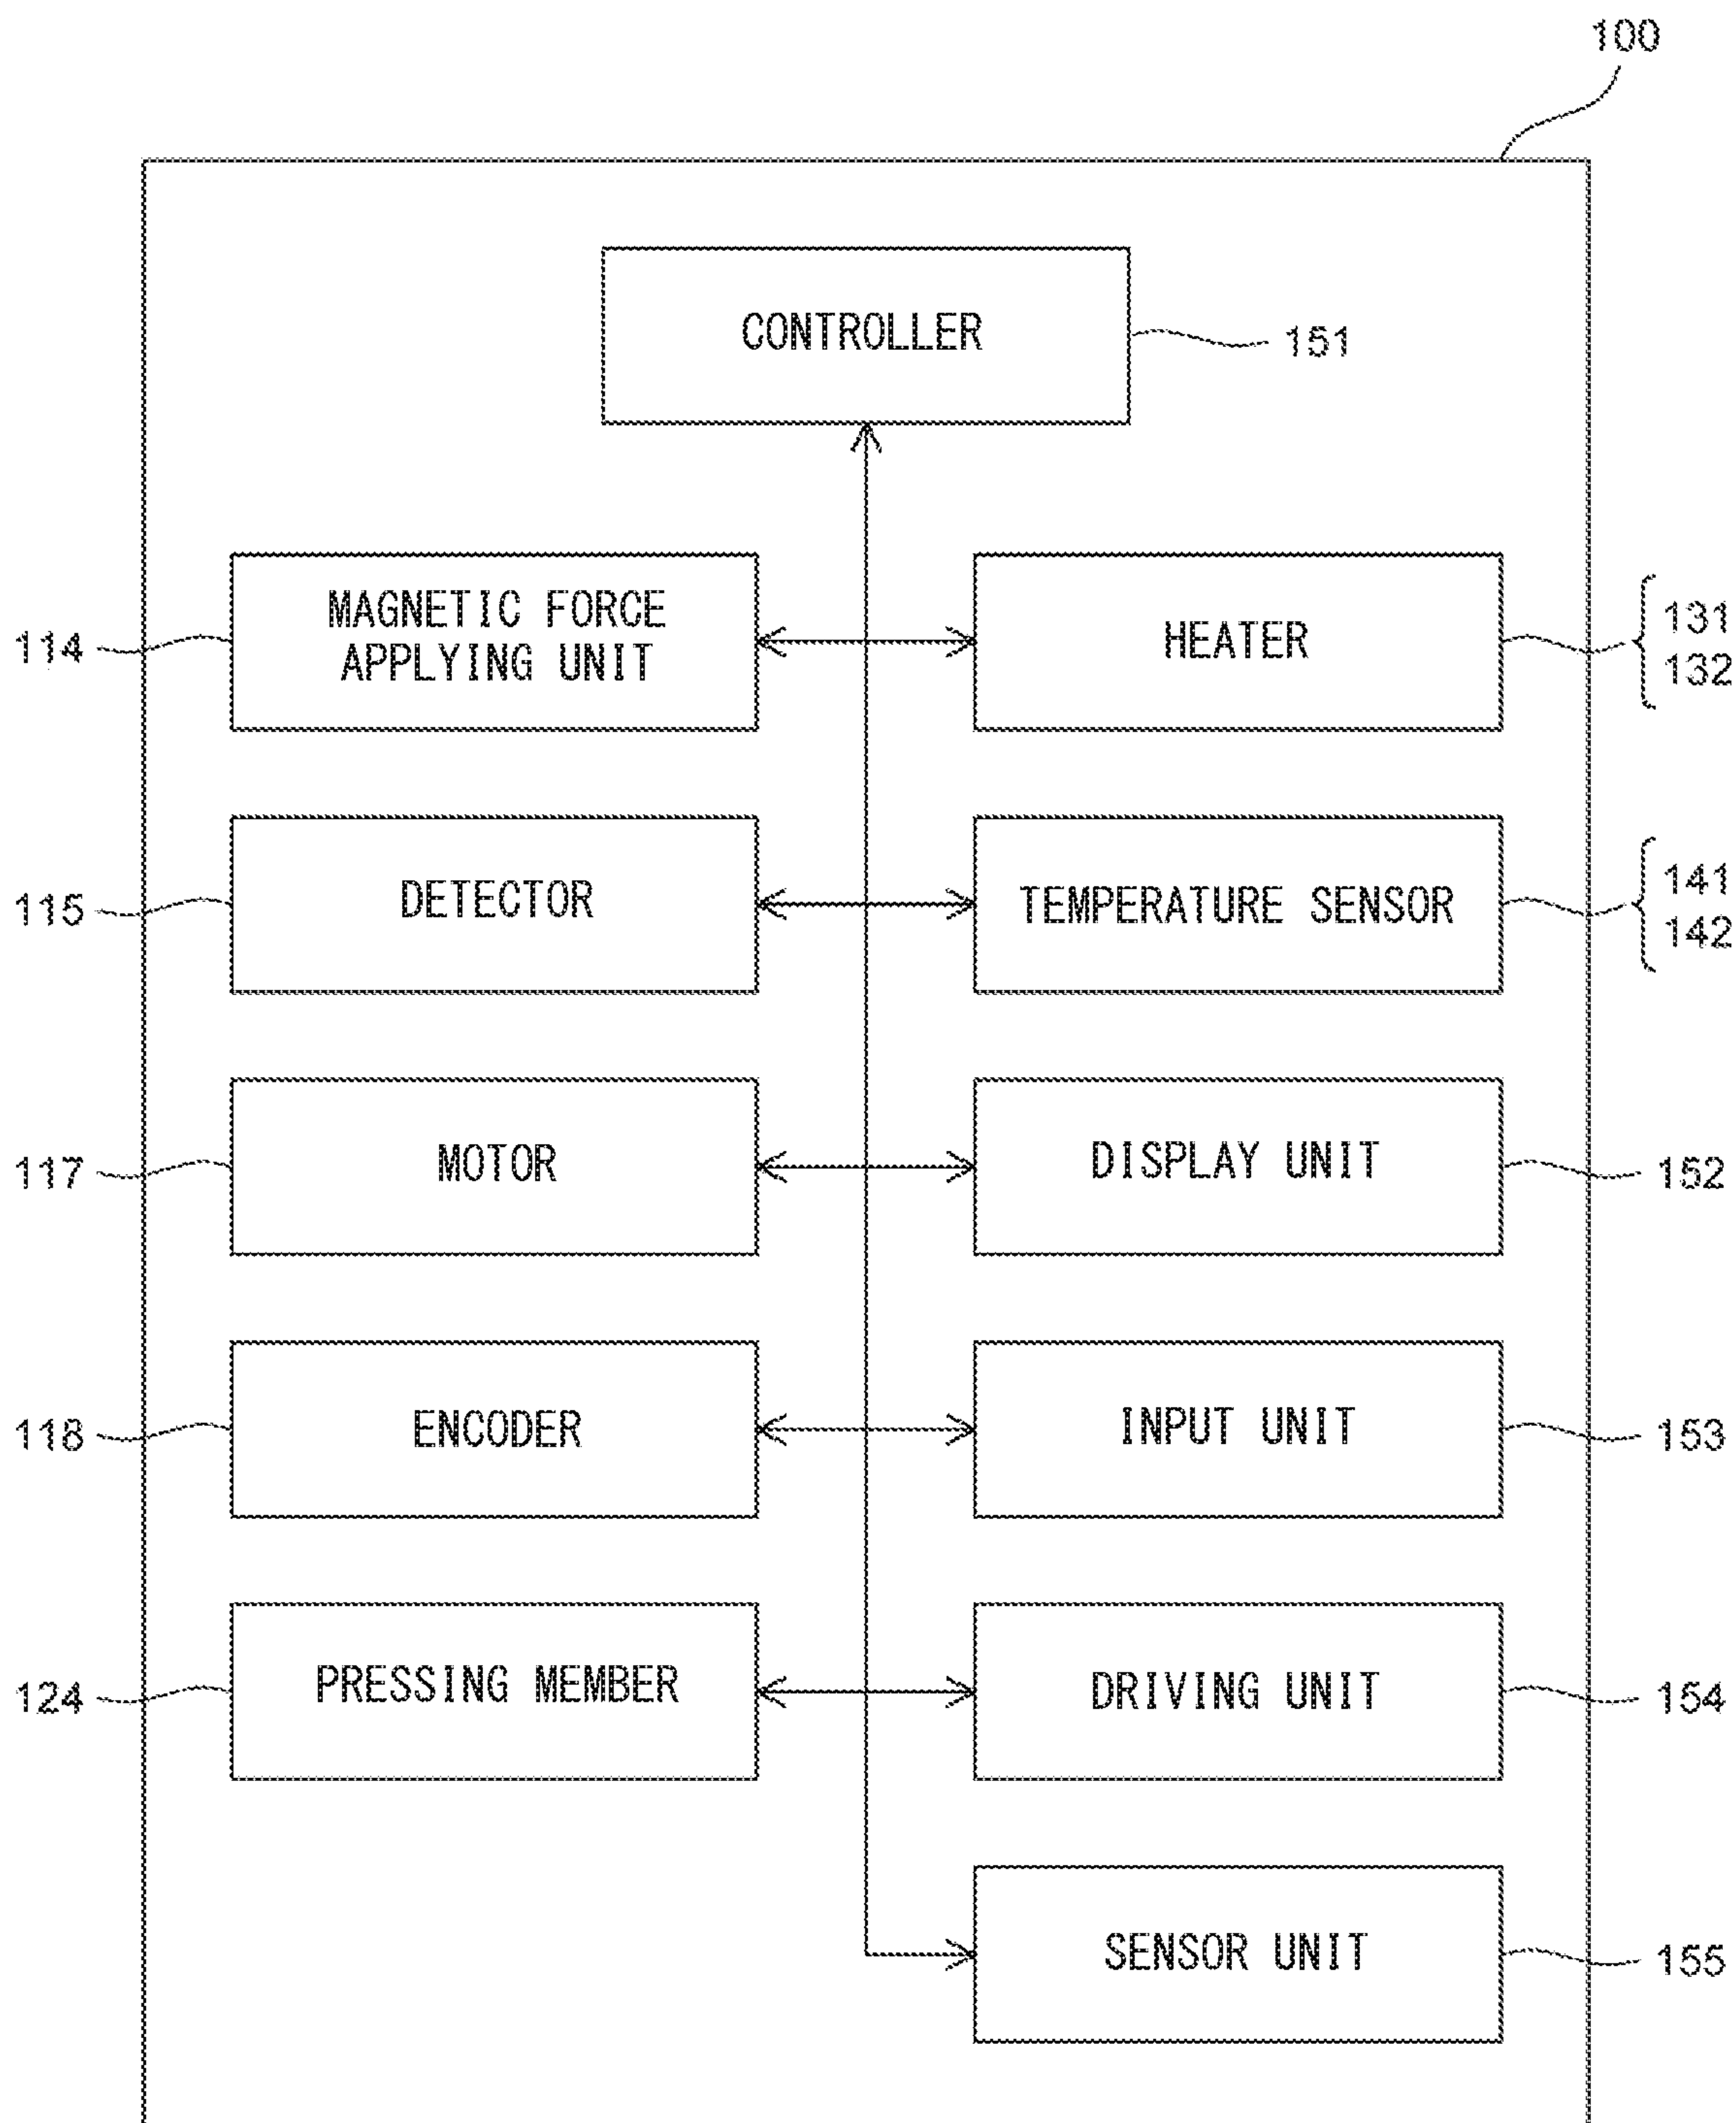 100
CONTROLLER
151
114
MAGNETIC FORCE
APPLYING UNIT
HEATER
131
132
115
DETECTOR
TEMPERATURE SENSOR
141
142
117
MOTOR
DISPLAY UNIT
152
118
ENCODER
INPUT UNIT
153
124
PRESSING MEMBER
DRIVING UNIT
154
SENSOR UNIT
155